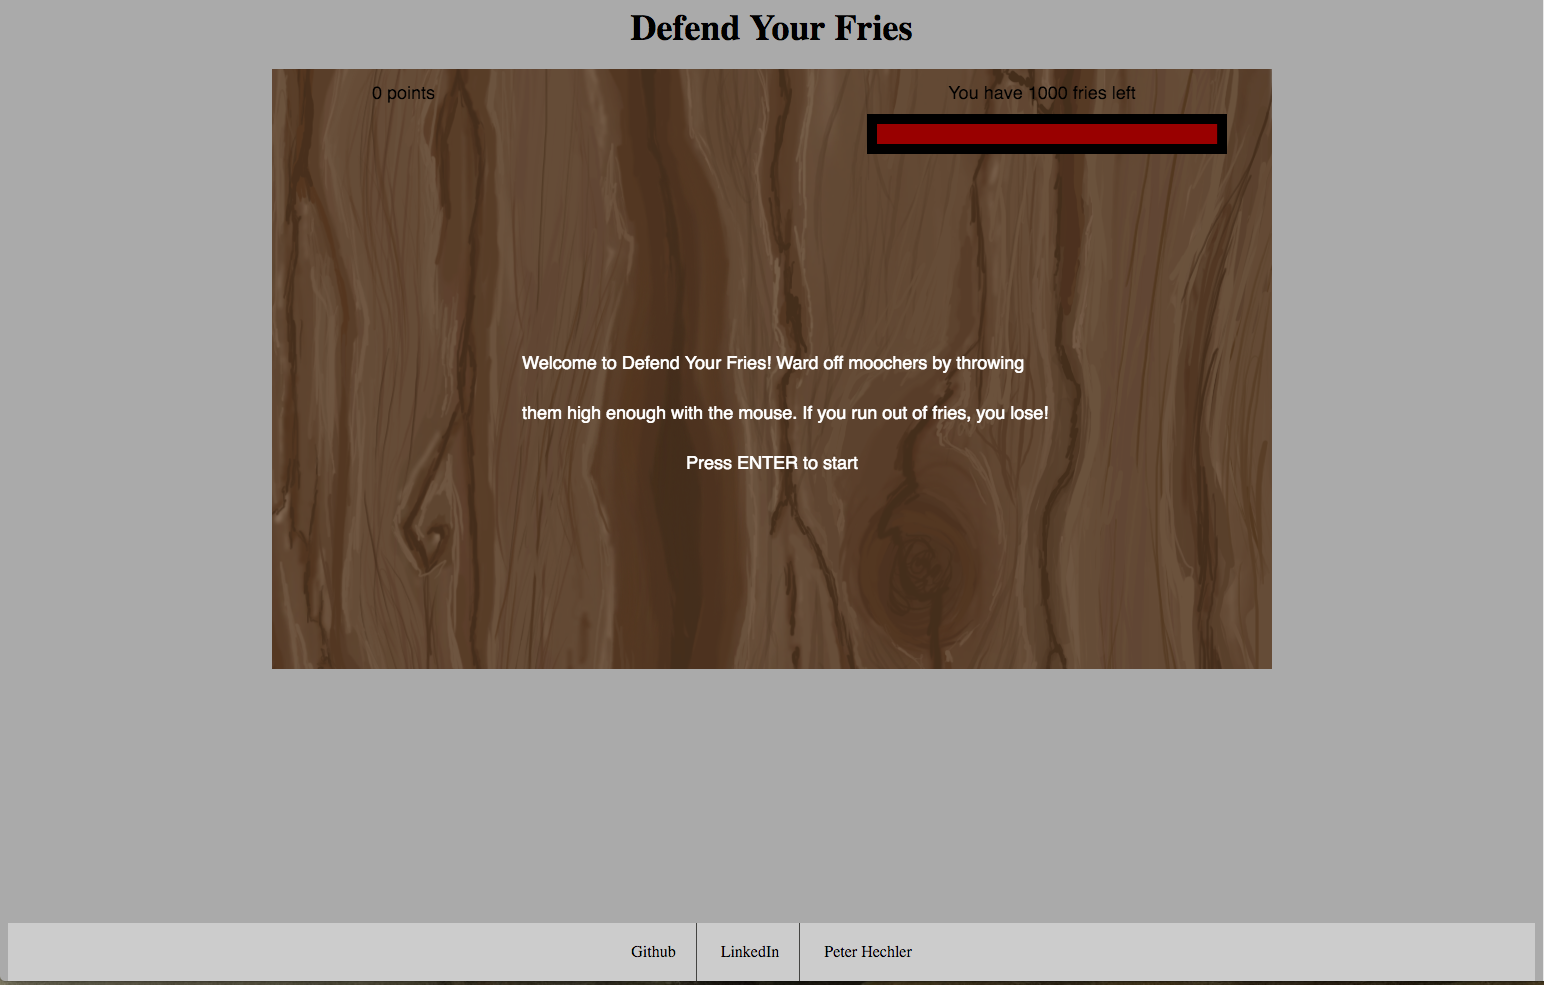 Defend Your Fries
0 points
You have 1000 fries left
Welcome to Defend Your Fries! Ward off moochers by throwing
them high enough with the mouse. If you run out of fries, you lose!
Press ENTER to start
Github
LinkedIn
Peter Hechler